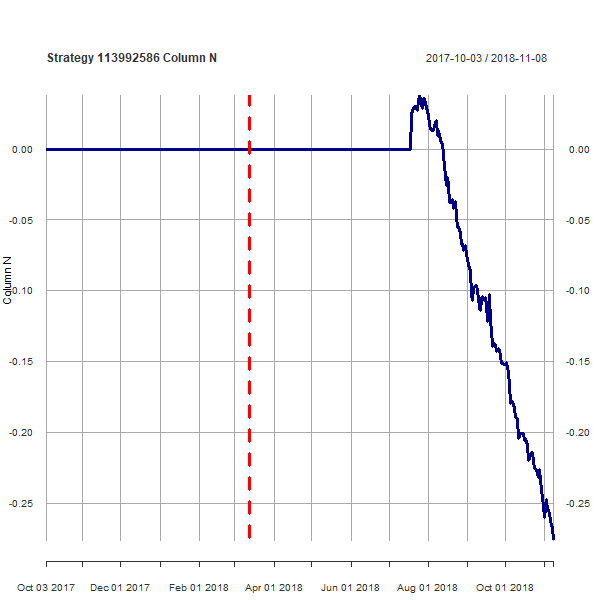 Strategy 113992586 Column N
2017-10-03 / 2018-11-08
0.00 0.00
-0.05 -0.05
-0.10 -0.10
-0.15 -0.15
-0.20 -0.20
-0.25 -0.25
Column N
Oct 03 2017 Dec 01 2017 Feb 01 2018 Apr 01 2018 Jun 01 2018 Aug 01 2018 Oct 01 2018